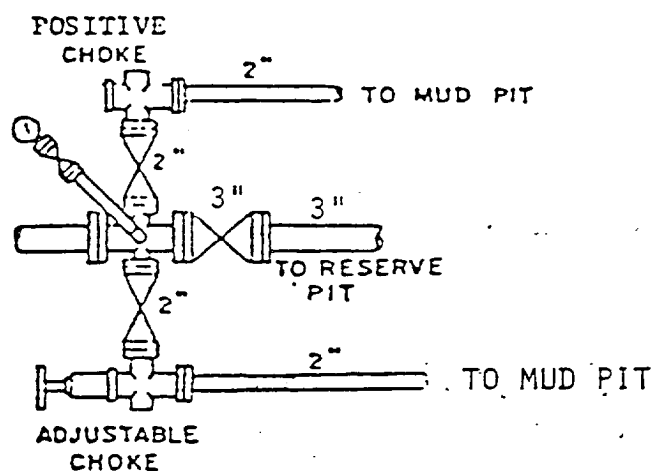 POSITIVE
CHOKE
2"
TO MUD PIT
2"
3"
3"
TO RESERVE
PIT
2"
2"
TO MUD PIT
ADJUSTABLE
CHOKE